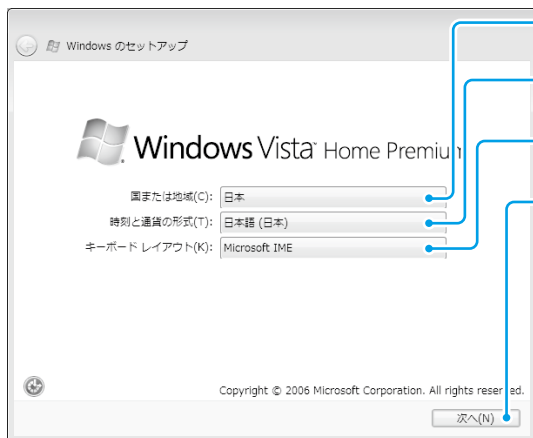 Windows のセットアップ
Windows Vista™ Home Premium
国または地域(C): 日本
時刻と通貨の形式(T): 日本語 (日本)
キーボード レイアウト(K): Microsoft IME
Copyright © 2006 Microsoft Corporation. All rights reserved.
次へ(N)